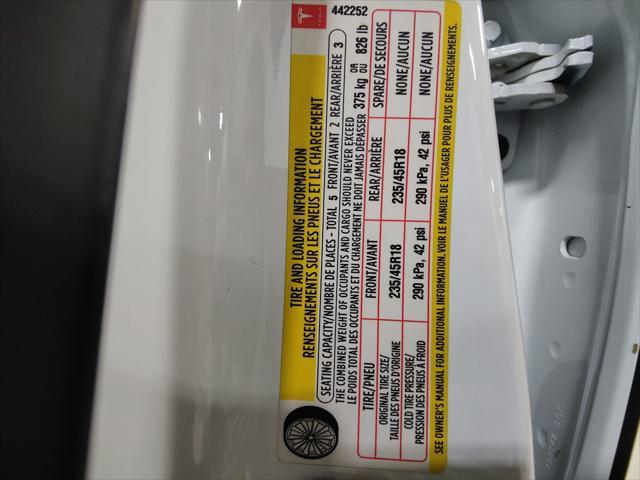 TESLA
442252
TIRE AND LOADING INFORMATION
RENSEIGNEMENTS SUR LES PNEUS ET LE CHARGEMENT
SEATING CAPACITY/NOMBRE DE PLACES - TOTAL 5 FRONT/AVANT 2 REAR/ARRIÈRE 3
THE COMBINED WEIGHT OF OCCUPANTS AND CARGO SHOULD NEVER EXCEED
LE POIDS TOTAL DES OCCUPANTS ET DU CHARGEMENT NE DOIT JAMAIS DÉPASSER 375 kg OR OU 826 lb
TIRE/PNEU FRONT/AVANT REAR/ARRIÈRE SPARE/DE SECOURS
ORIGINAL TIRE SIZE/
TAILLE DES PNEUS D'ORIGINE 235/45R18 235/45R18 NONE/AUCUN
COLD TIRE PRESSURE/
PRESSION DES PNEUS À FROID 290 kPa, 42 psi 290 kPa, 42 psi NONE/AUCUN
SEE OWNER'S MANUAL FOR ADDITIONAL INFORMATION. VOIR LE MANUEL DE L'USAGER POUR PLUS DE RENSEIGNEMENTS.